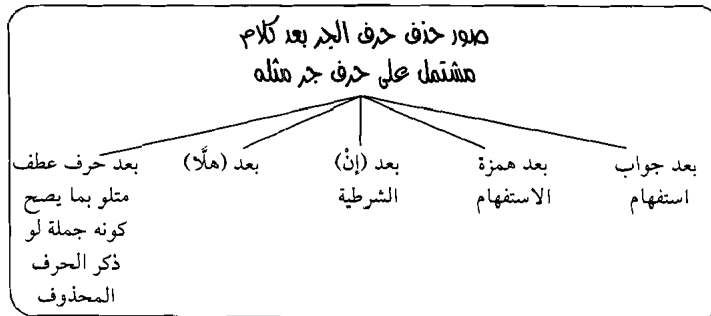 صور حذف حرف الجر بعد كلام
مشتمل على حرف جر مثله
بعد جواب
استفهام
بعد همزة
الاستفهام
بعد (إنْ)
الشرطية
بعد (هلَّا)
بعد حرف عطف
متلو بما يصح
كونه جملة لو
ذكر الحرف
المحذوف